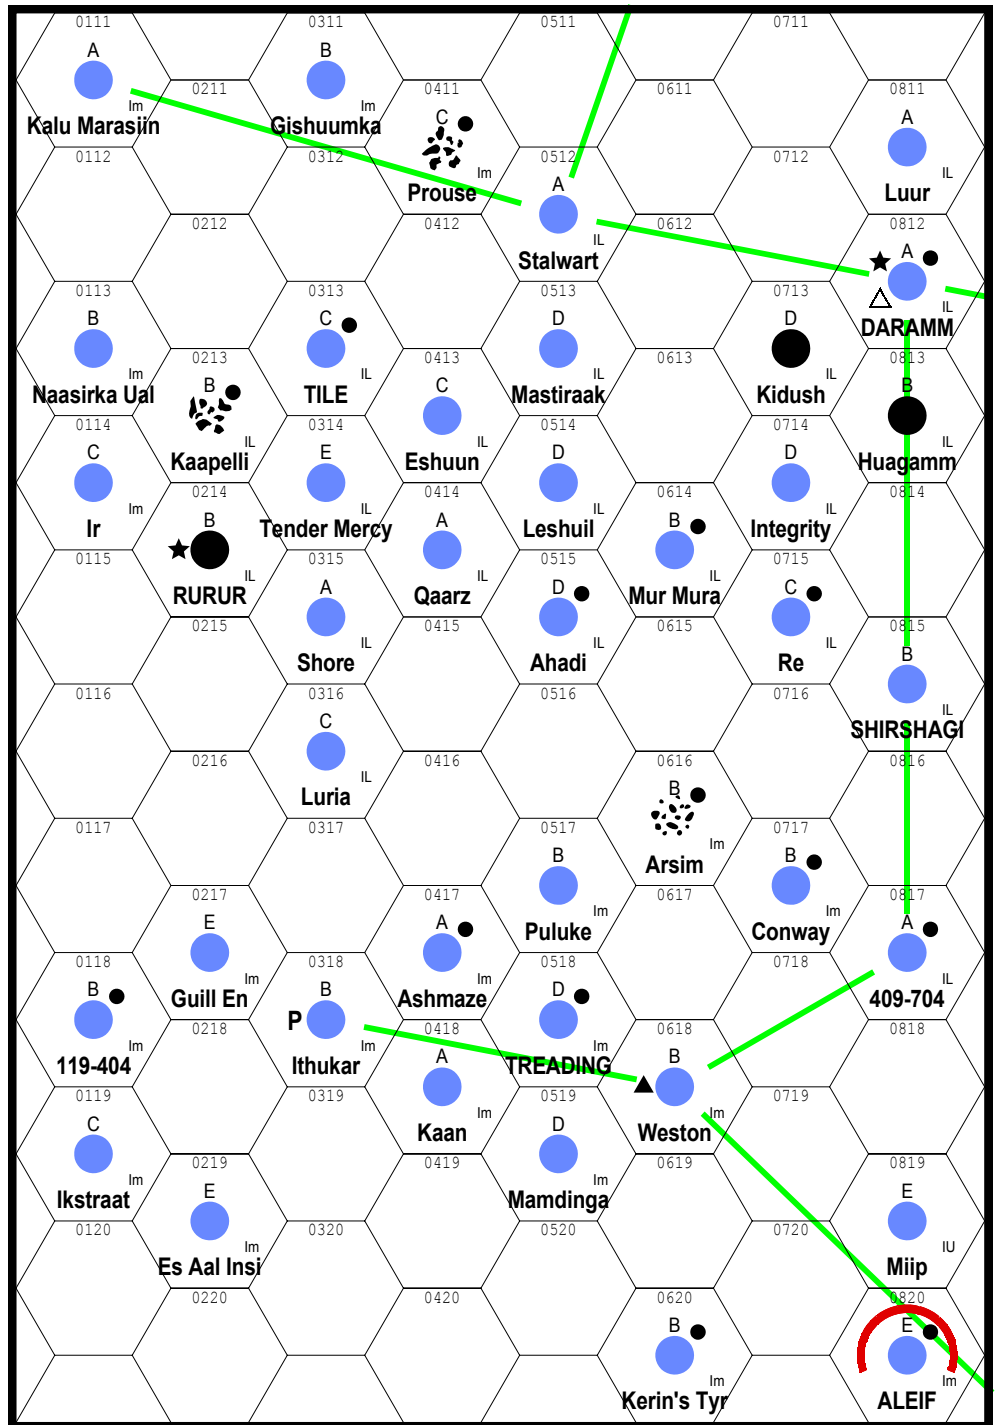 0111 0311 0511 0711
A B
0211 0411 0611 0811
Im C A
Kalu Marasiin Gishuumka
0112 0312 0512 0712
Im A IL
Prouse Luur
0212 0412 0612 0812
IL A
Stalwart
0113 0313 0513 0713 IL
B C D D DARAMM
0213 0413 0613 0813
Im B IL C IL IL B
Naasirka Ual TILE Mastiraak Kidush
0114 0314 0514 0714
C IL E IL D D IL
Kaapelli Eshuun Huagamm
0214 0414 0614 0814
Im B IL A IL B IL
Ir Tender Mercy Leshuil Integrity
0115 0315 0515 0715
IL A IL D IL C
RURUR Qaarz Mur Mura
0215 0415 0615 0815
IL IL IL B
Shore Ahadi Re
0116 0316 0516 0716
C IL
SHIRSHAGI
0216 0416 0616 0816
IL B
Luria
0117 0317 0517 0717
B Im B
Arsim
0217 0417 0617 0817
E A Im Im A
Puluke Conway
0118 0318 0518 0718
B Im B Im D IL
Guill En Ashmaze 409-704
P
0218 0418 0618 0818
Im Im A Im B
119-404 Ithukar TREADING
0119 0319 0519 0719
C Im D Im
Kaan Weston
0219 0419 0619 0819
Im E Im E
Ikstraat Mamdinga
0120 0320 0520 0720
Im IU
Es Aal Insi Miip
0220 0420 0620 0820
B E
Im Im
Kerin's Tyr ALEIF